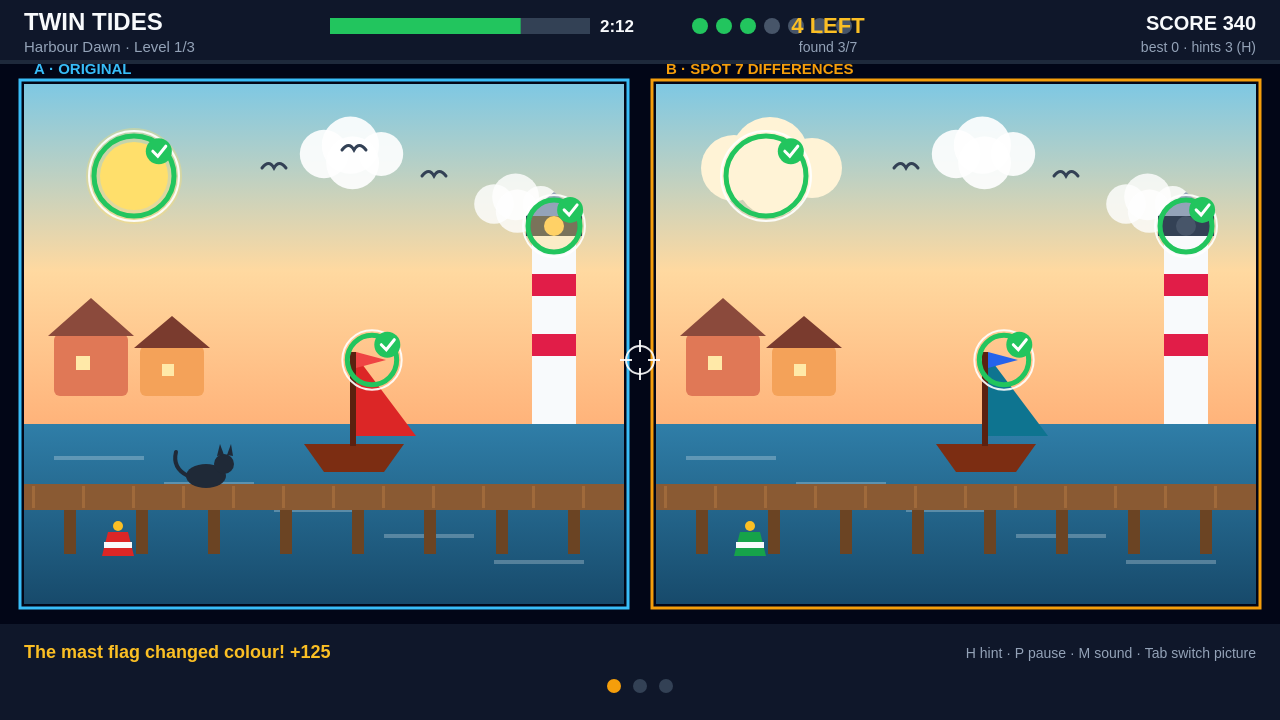 TWIN TIDES
Harbour Dawn · Level 1/3
2:12
4 LEFT
found 3/7
SCORE 340
best 0 · hints 3 (H)
A · ORIGINAL
B · SPOT 7 DIFFERENCES
The mast flag changed colour! +125
H hint · P pause · M sound · Tab switch picture